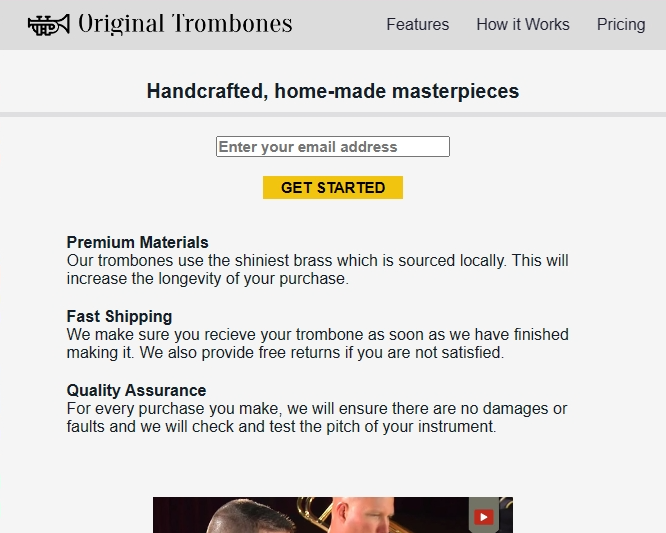 Original Trombones
Features How it Works Pricing
Handcrafted, home-made masterpieces
Enter your email address
GET STARTED
Premium Materials
Our trombones use the shiniest brass which is sourced locally. This will
increase the longevity of your purchase.
Fast Shipping
We make sure you recieve your trombone as soon as we have finished
making it. We also provide free returns if you are not satisfied.
Quality Assurance
For every purchase you make, we will ensure there are no damages or
faults and we will check and test the pitch of your instrument.